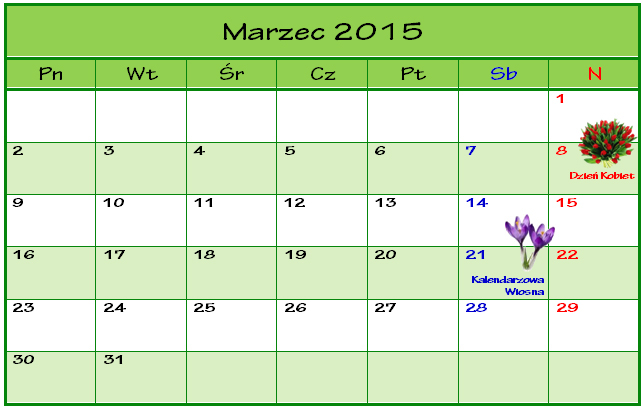 Marzec 2015
Pn Wt Śr Cz Pt Sb N
1
2 3 4 5 6 7 8
Dzień Kobiet
9 10 11 12 13 14 15
16 17 18 19 20 21 22
Kalendarzowa
Wiosna
23 24 25 26 27 28 29
30 31